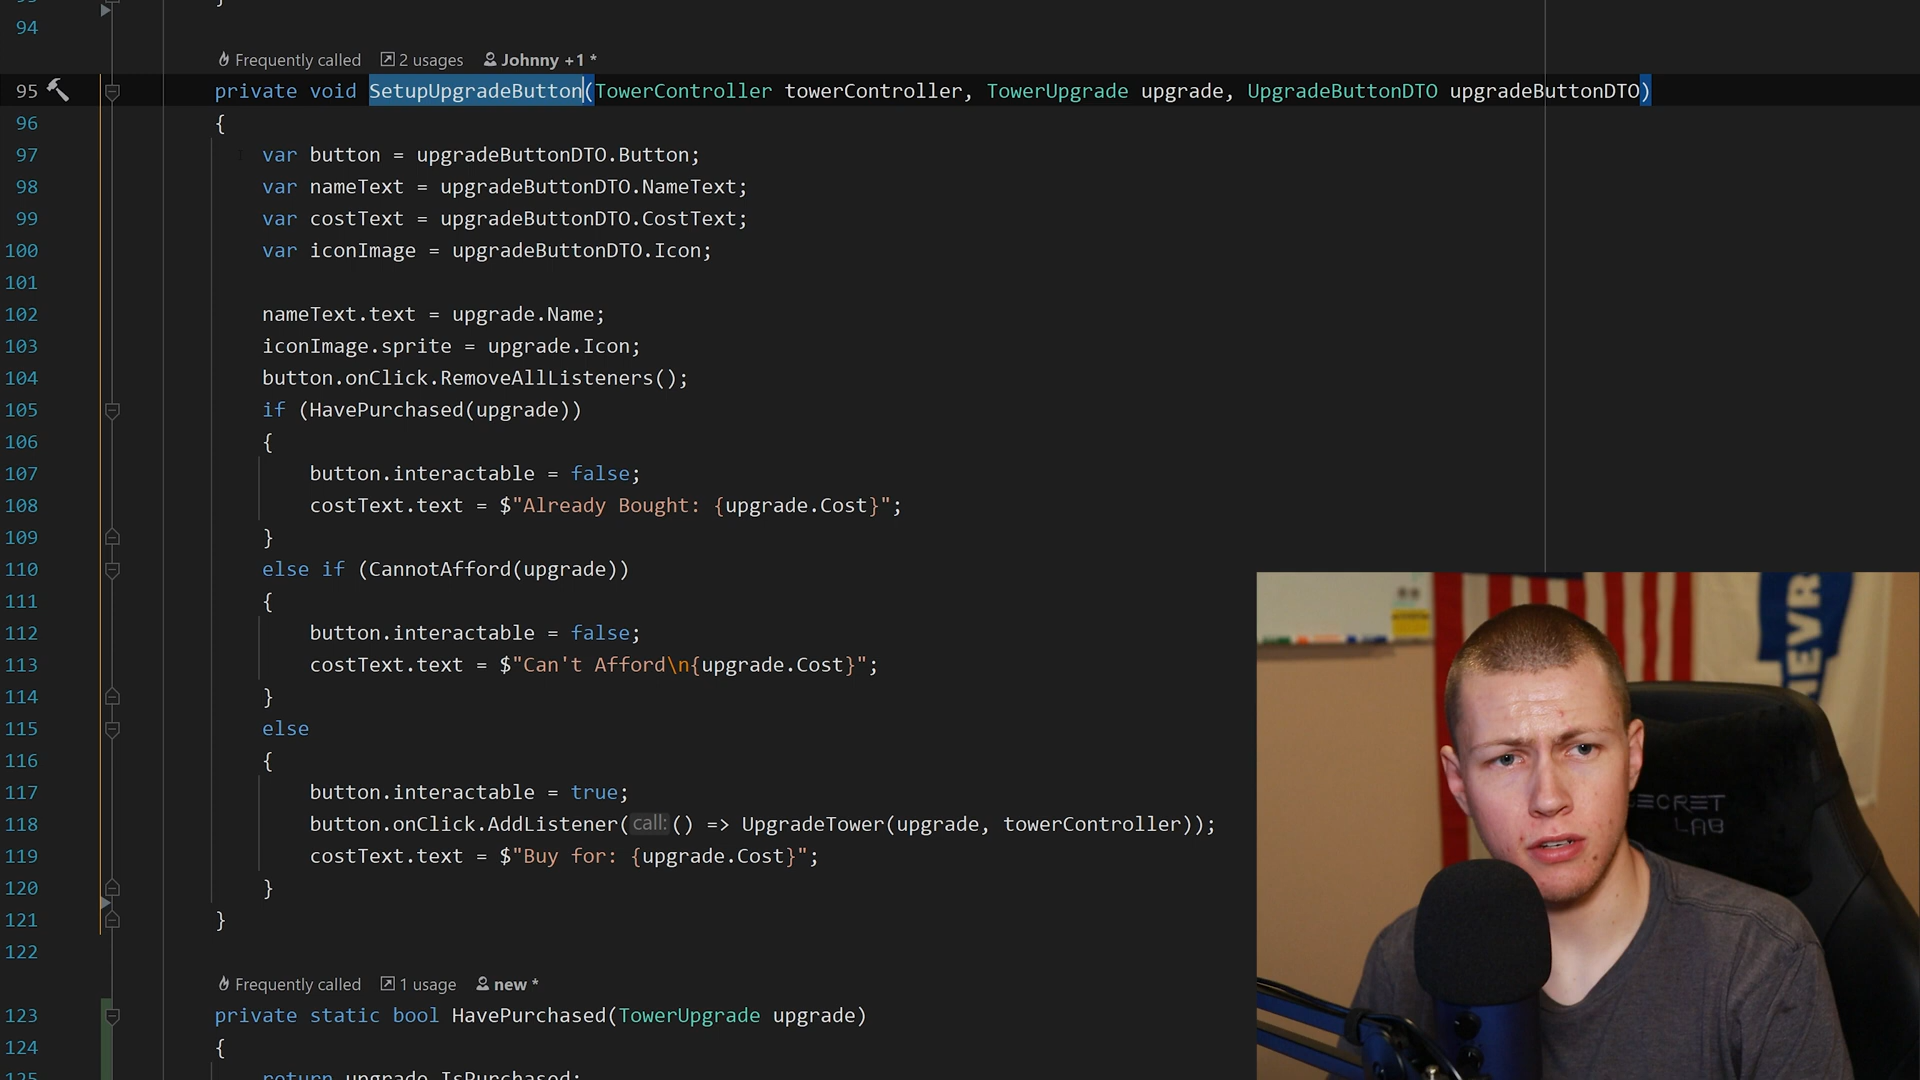 94
Frequently called 2 usages Johnny +1 *
95 private void SetupUpgradeButton(TowerController towerController, TowerUpgrade upgrade, UpgradeButtonDTO upgradeButtonDTO)
96 {
97 var button = upgradeButtonDTO.Button;
98 var nameText = upgradeButtonDTO.NameText;
99 var costText = upgradeButtonDTO.CostText;
100 var iconImage = upgradeButtonDTO.Icon;
101
102 nameText.text = upgrade.Name;
103 iconImage.sprite = upgrade.Icon;
104 button.onClick.RemoveAllListeners();
105 if (HavePurchased(upgrade))
106 {
107 button.interactable = false;
108 costText.text = $"Already Bought: {upgrade.Cost}";
109 }
110 else if (CannotAfford(upgrade))
111 {
112 button.interactable = false;
113 costText.text = $"Can't Afford\n{upgrade.Cost}";
114 }
115 else
116 {
117 button.interactable = true;
118 button.onClick.AddListener(call: () => UpgradeTower(upgrade, towerController));
119 costText.text = $"Buy for: {upgrade.Cost}";
120 }
121 }
122
Frequently called 1 usage new *
123 private static bool HavePurchased(TowerUpgrade upgrade)
124 {
125 return upgrade.IsPurchased;
SECRET
LAB